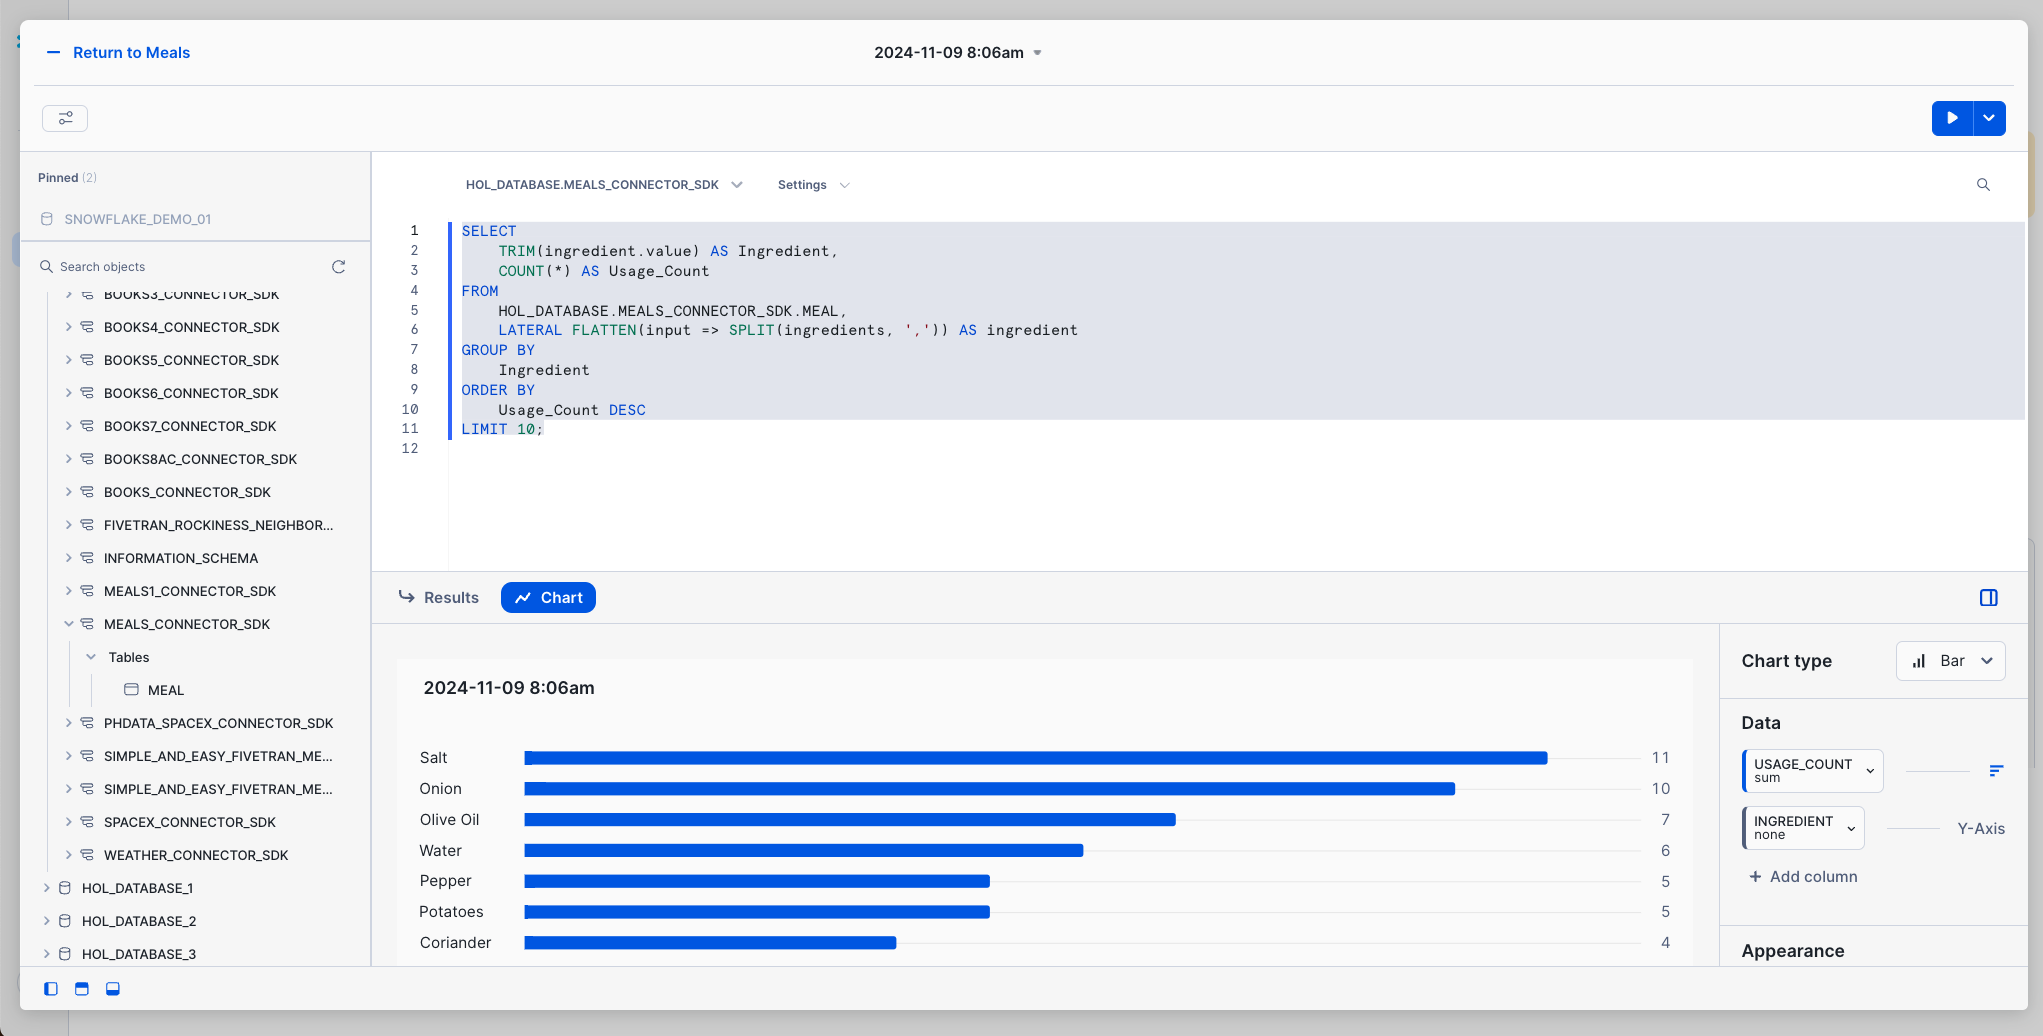 Return to Meals
2024-11-09 8:06am
Pinned (2)
SNOWFLAKE_DEMO_01
Search objects
BOOKS3_CONNECTOR_SDK
BOOKS4_CONNECTOR_SDK
BOOKS5_CONNECTOR_SDK
BOOKS6_CONNECTOR_SDK
BOOKS7_CONNECTOR_SDK
BOOKS8AC_CONNECTOR_SDK
BOOKS_CONNECTOR_SDK
FIVETRAN_ROCKINESS_NEIGHBOR...
INFORMATION_SCHEMA
MEALS1_CONNECTOR_SDK
MEALS_CONNECTOR_SDK
Tables
MEAL
PHDATA_SPACEX_CONNECTOR_SDK
SIMPLE_AND_EASY_FIVETRAN_ME...
SIMPLE_AND_EASY_FIVETRAN_ME...
SPACEX_CONNECTOR_SDK
WEATHER_CONNECTOR_SDK
HOL_DATABASE_1
HOL_DATABASE_2
HOL_DATABASE_3
HOL_DATABASE.MEALS_CONNECTOR_SDK Settings
1 SELECT
2 TRIM(ingredient.value) AS Ingredient,
3 COUNT(*) AS Usage_Count
4 FROM
5 HOL_DATABASE.MEALS_CONNECTOR_SDK.MEAL,
6 LATERAL FLATTEN(input => SPLIT(ingredients, ',')) AS ingredient
7 GROUP BY
8 Ingredient
9 ORDER BY
10 Usage_Count DESC
11 LIMIT 10;
12
Results Chart
2024-11-09 8:06am
Salt 11
Onion 10
Olive Oil 7
Water 6
Pepper 5
Potatoes 5
Coriander 4
Chart type Bar
Data
USAGE_COUNT
sum
INGREDIENT
none
Y-Axis
+ Add column
Appearance